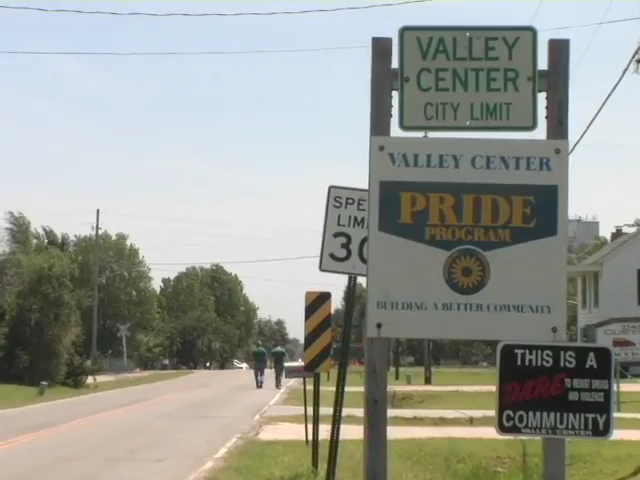 VALLEY
CENTER
CITY LIMIT
VALLEY CENTER
PRIDE
PROGRAM
BUILDING A BETTER COMMUNITY
SPE
LIM
30
THIS IS A
DARE TO RESIST DRUGS
AND VIOLENCE
COMMUNITY
VALLEY CENTER